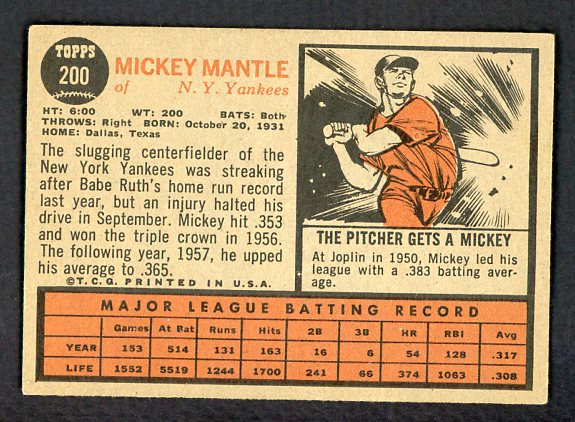 TOPPS
200
MICKEY MANTLE
of N. Y. Yankees
HT: 6:00 WT: 200 BATS: Both
THROWS: Right BORN: October 20, 1931
HOME: Dallas, Texas
The slugging centerfielder of the
New York Yankees was streaking
after Babe Ruth's home run record
last year, but an injury halted his
drive in September. Mickey hit .353
and won the triple crown in 1956.
The following year, 1957, he upped
his average to .365.
©T.C.G. PRINTED IN U.S.A.
THE PITCHER GETS A MICKEY
At Joplin in 1950, Mickey led his
league with a .383 batting aver-
age.
MAJOR LEAGUE BATTING RECORD
Games At Bat Runs Hits 2B 3B HR RBI Avg
YEAR 153 514 131 163 16 6 54 128 .317
LIFE 1552 5519 1244 1700 241 66 374 1063 .308